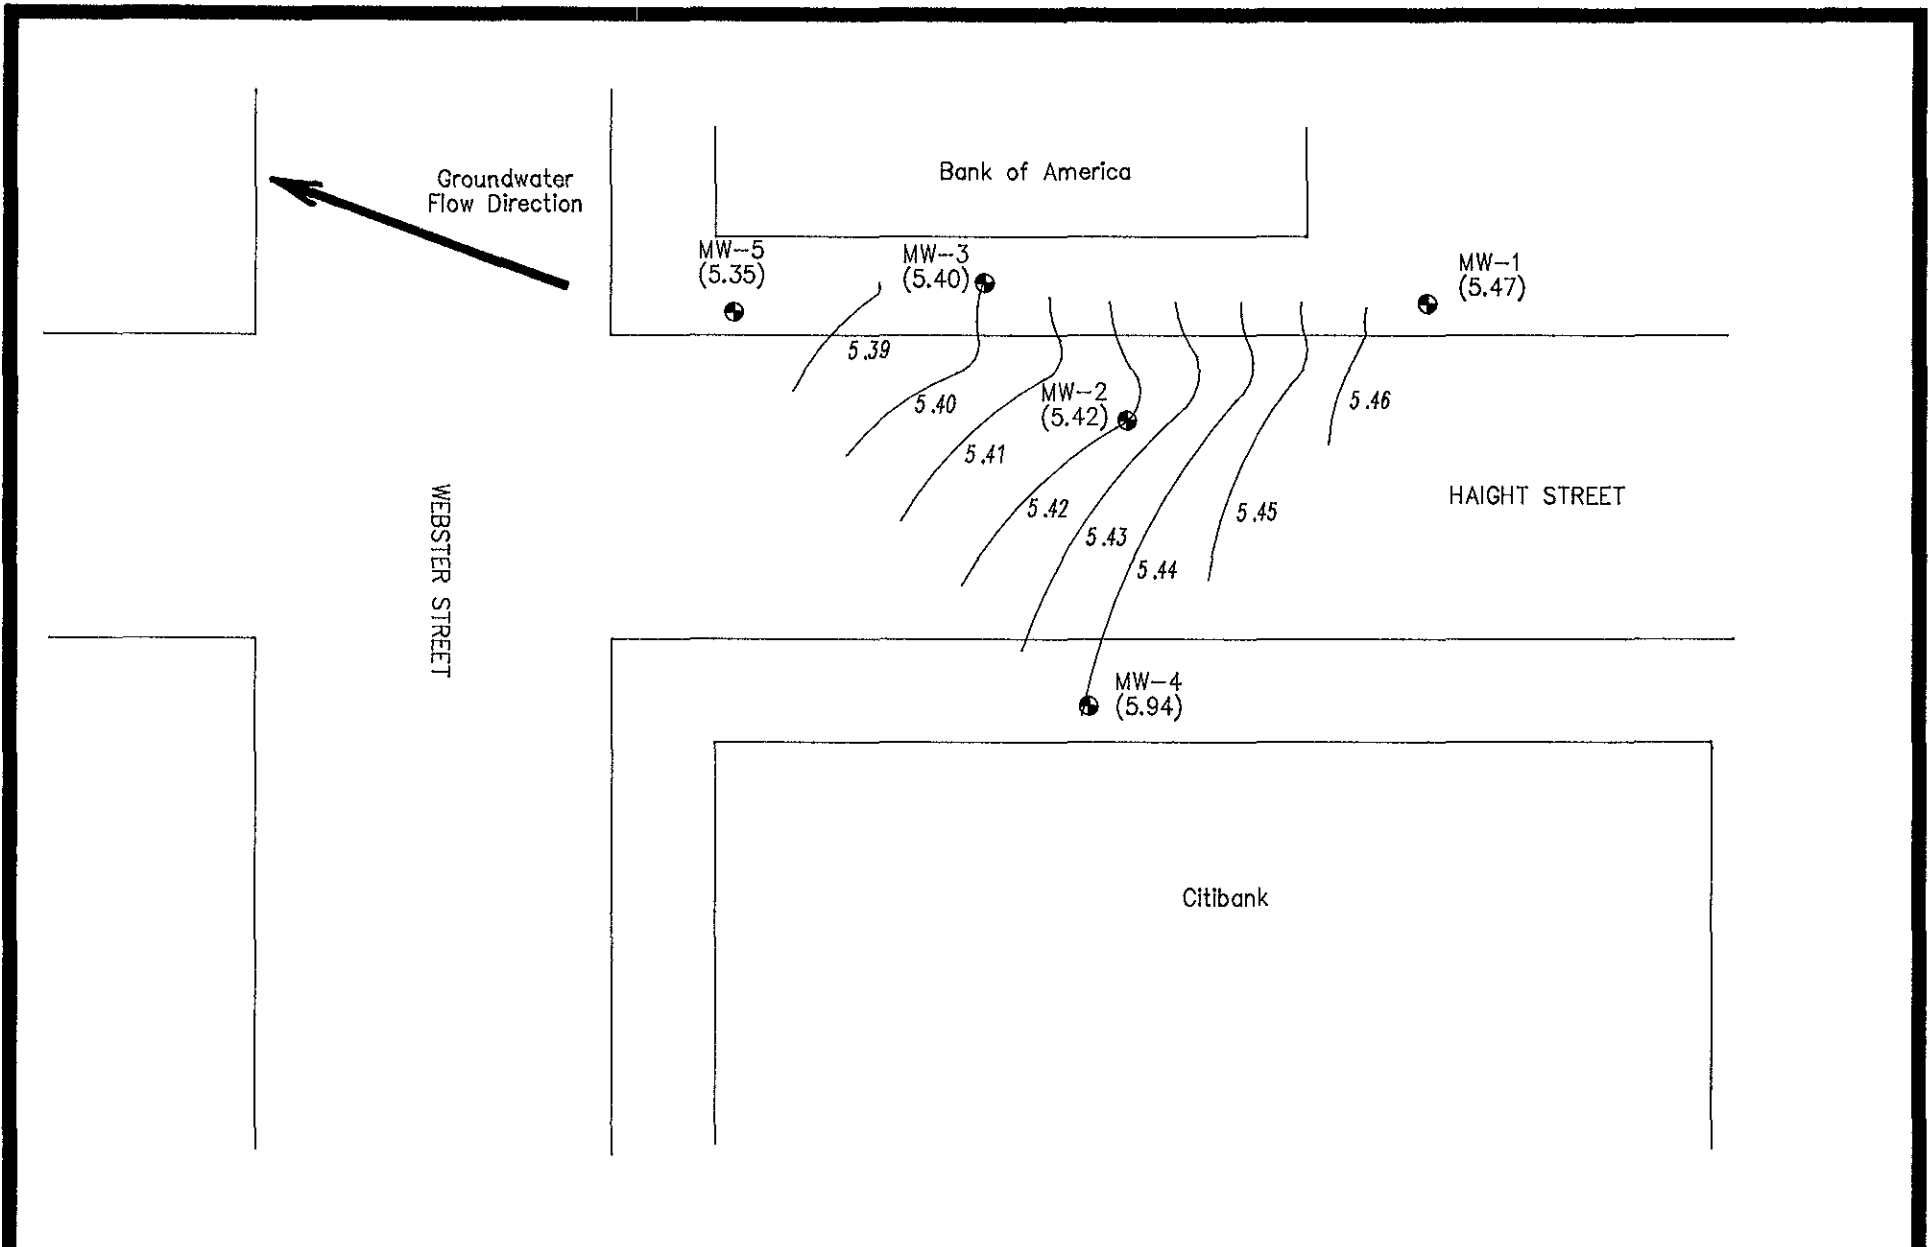 Bank of America
Groundwater
Flow Direction
MW-5
(5.35)
MW-3
(5.40)
MW-1
(5.47)
5.39
5.40
MW-2
(5.42)
5.46
5.41
5.42
5.43
5.44
5.45
HAIGHT STREET
WEBSTER STREET
MW-4
(5.94)
Citibank